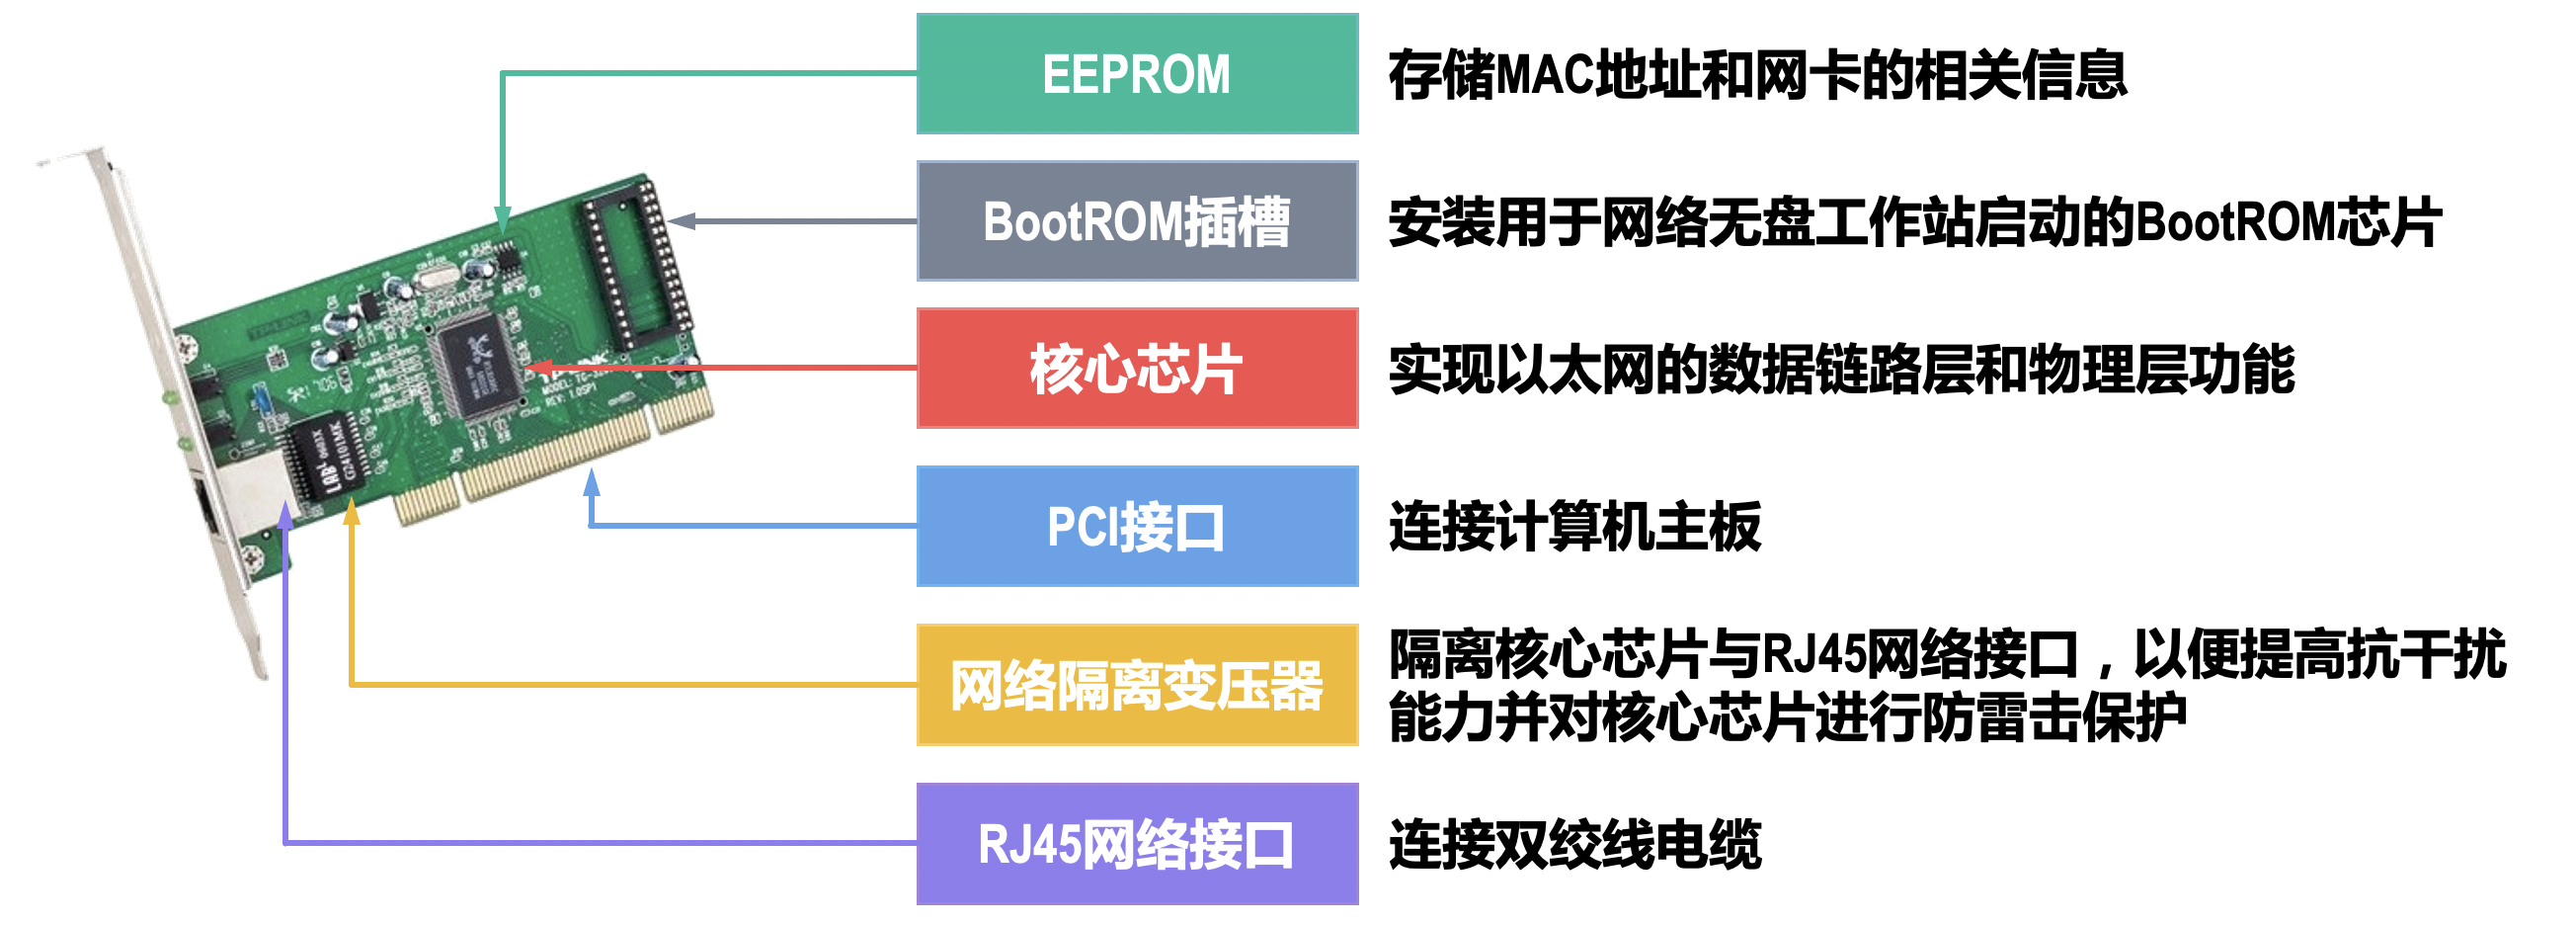 EEPROM
存储MAC地址和网卡的相关信息
BootROM插槽
安装用于网络无盘工作站启动的BootROM芯片
核心芯片
实现以太网的数据链路层和物理层功能
PCI接口
连接计算机主板
网络隔离变压器
隔离核心芯片与RJ45网络接口，以便提高抗干扰
能力并对核心芯片进行防雷击保护
RJ45网络接口
连接双绞线电缆
TP-LINK
REV: 1.0SP1